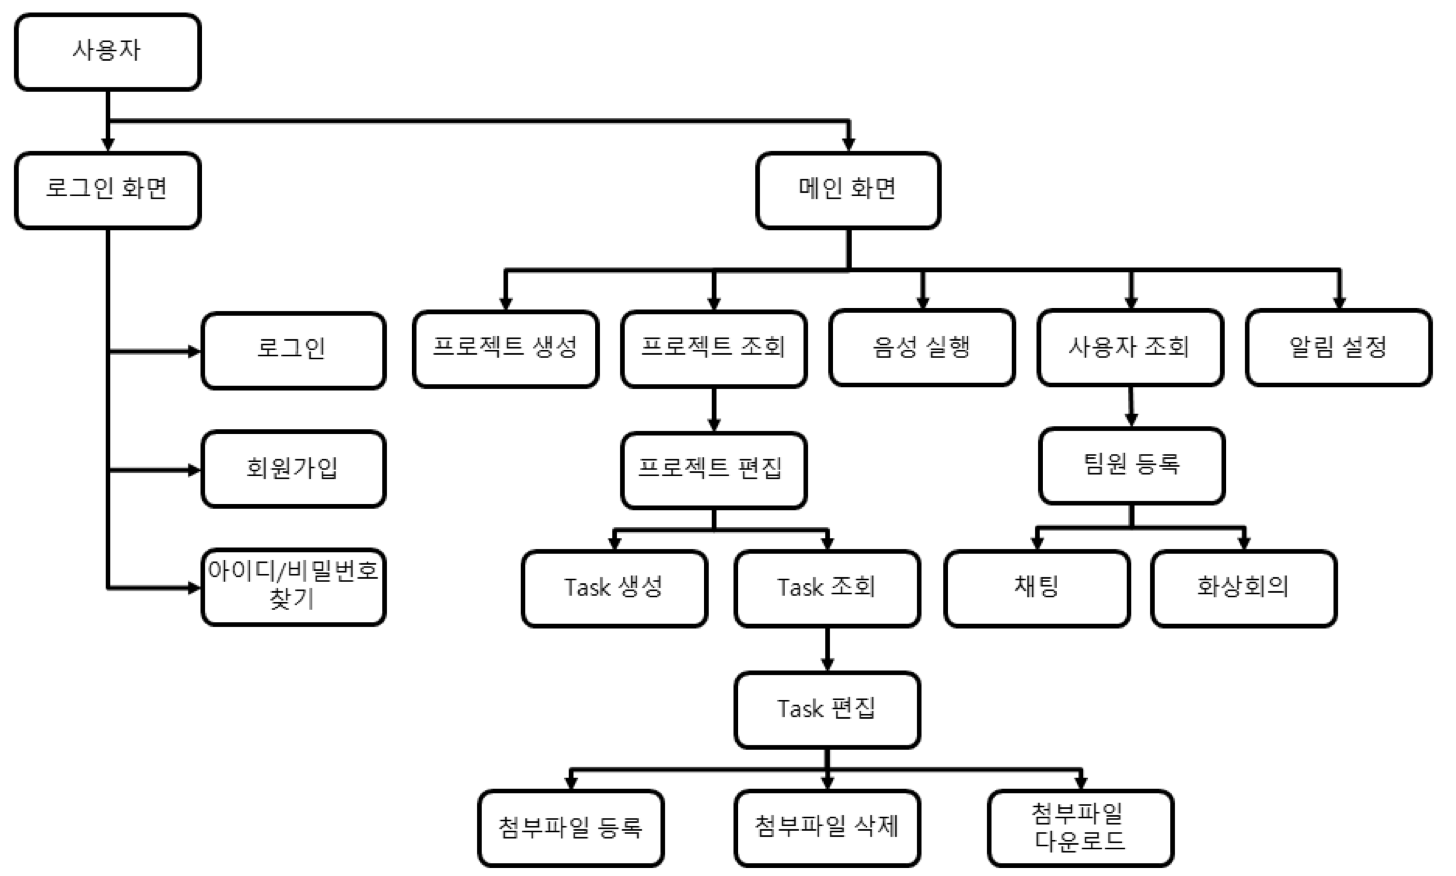 사용자
로그인 화면
메인 화면
로그인
프로젝트 생성
프로젝트 조회
음성 실행
사용자 조회
알림 설정
회원가입
프로젝트 편집
팀원 등록
아이디/비밀번호
찾기
Task 생성
Task 조회
채팅
화상회의
Task 편집
첨부파일 등록
첨부파일 삭제
첨부파일
다운로드